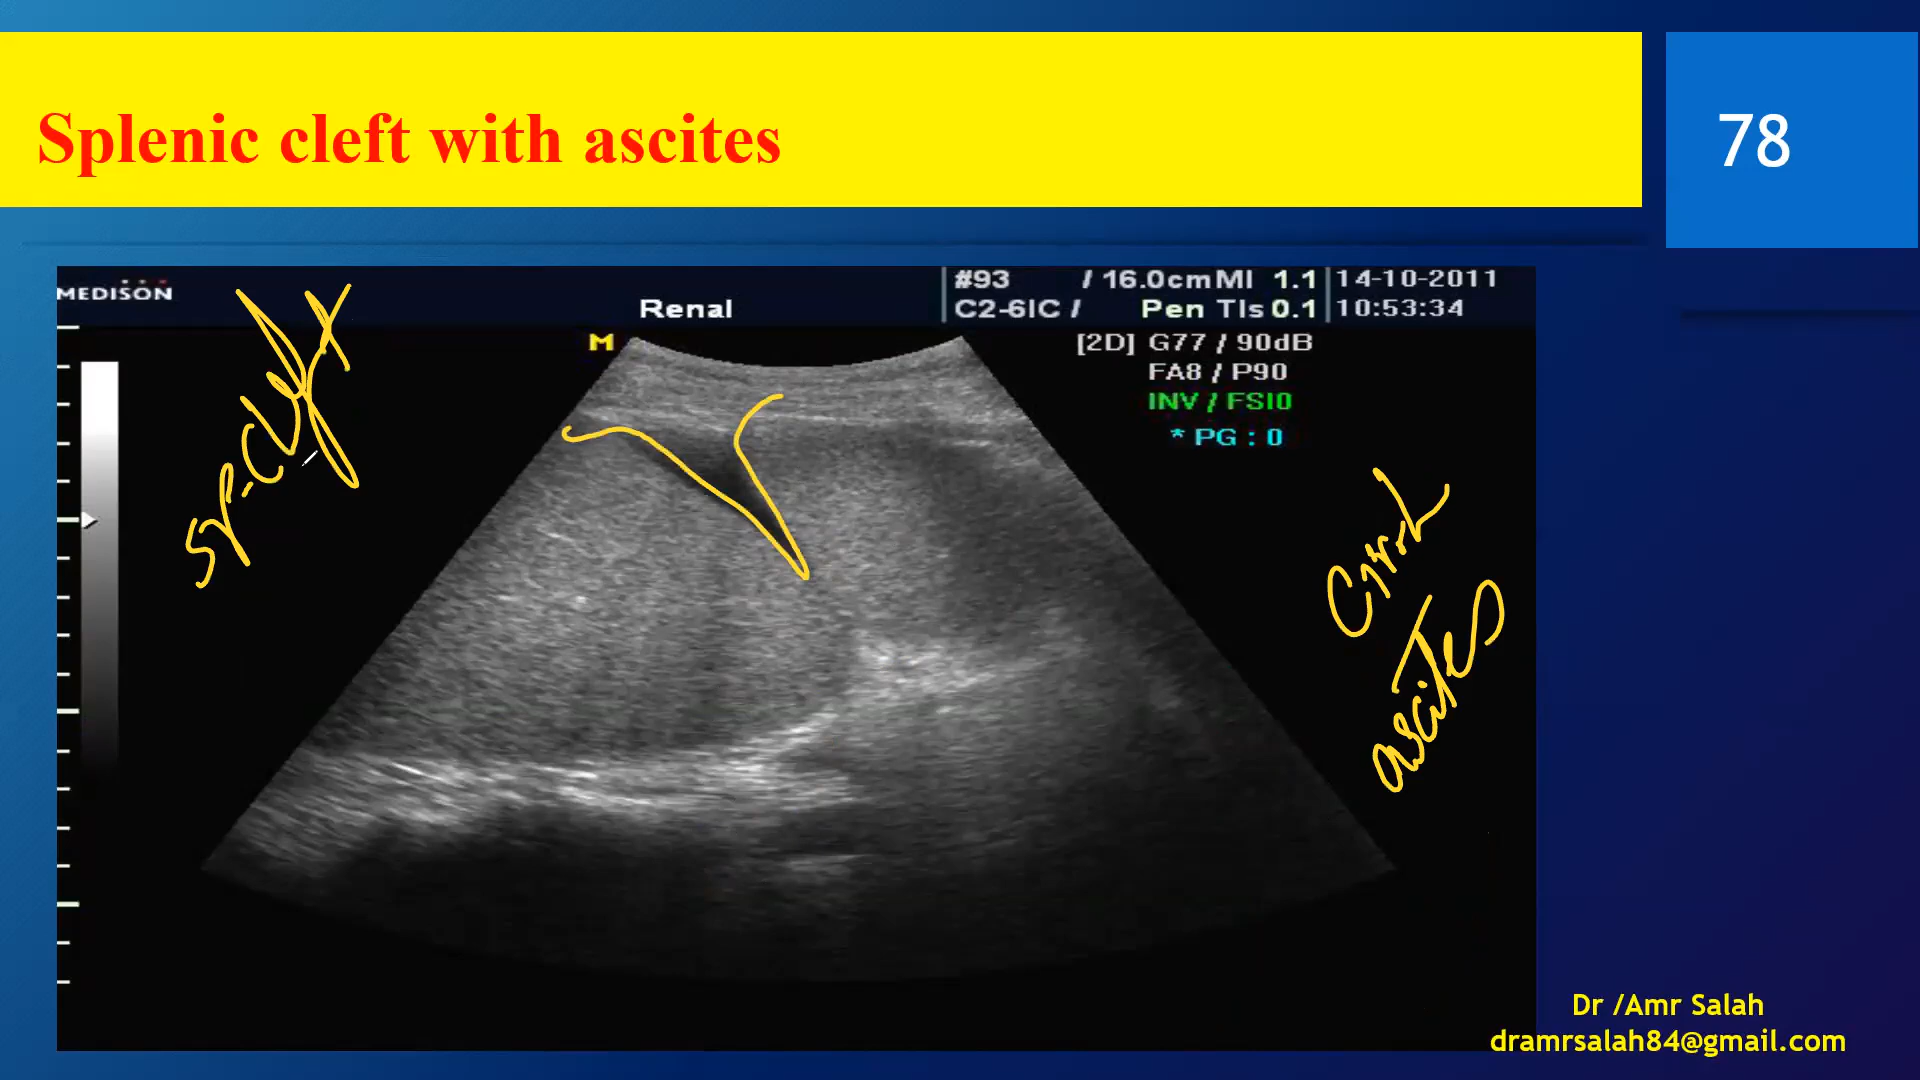 Splenic cleft with ascites
78
MEDISON
Renal
#93 / 16.0cm MI 1.1 14-10-2011
C2-6IC / Pen TIs 0.1 10:53:34
M
[2D] G77 / 90dB
FA8 / P90
INV / FSI0
* PG : 0
sp-cleft
Cirrh
ascites
Dr /Amr Salah
dramrsalah84@gmail.com